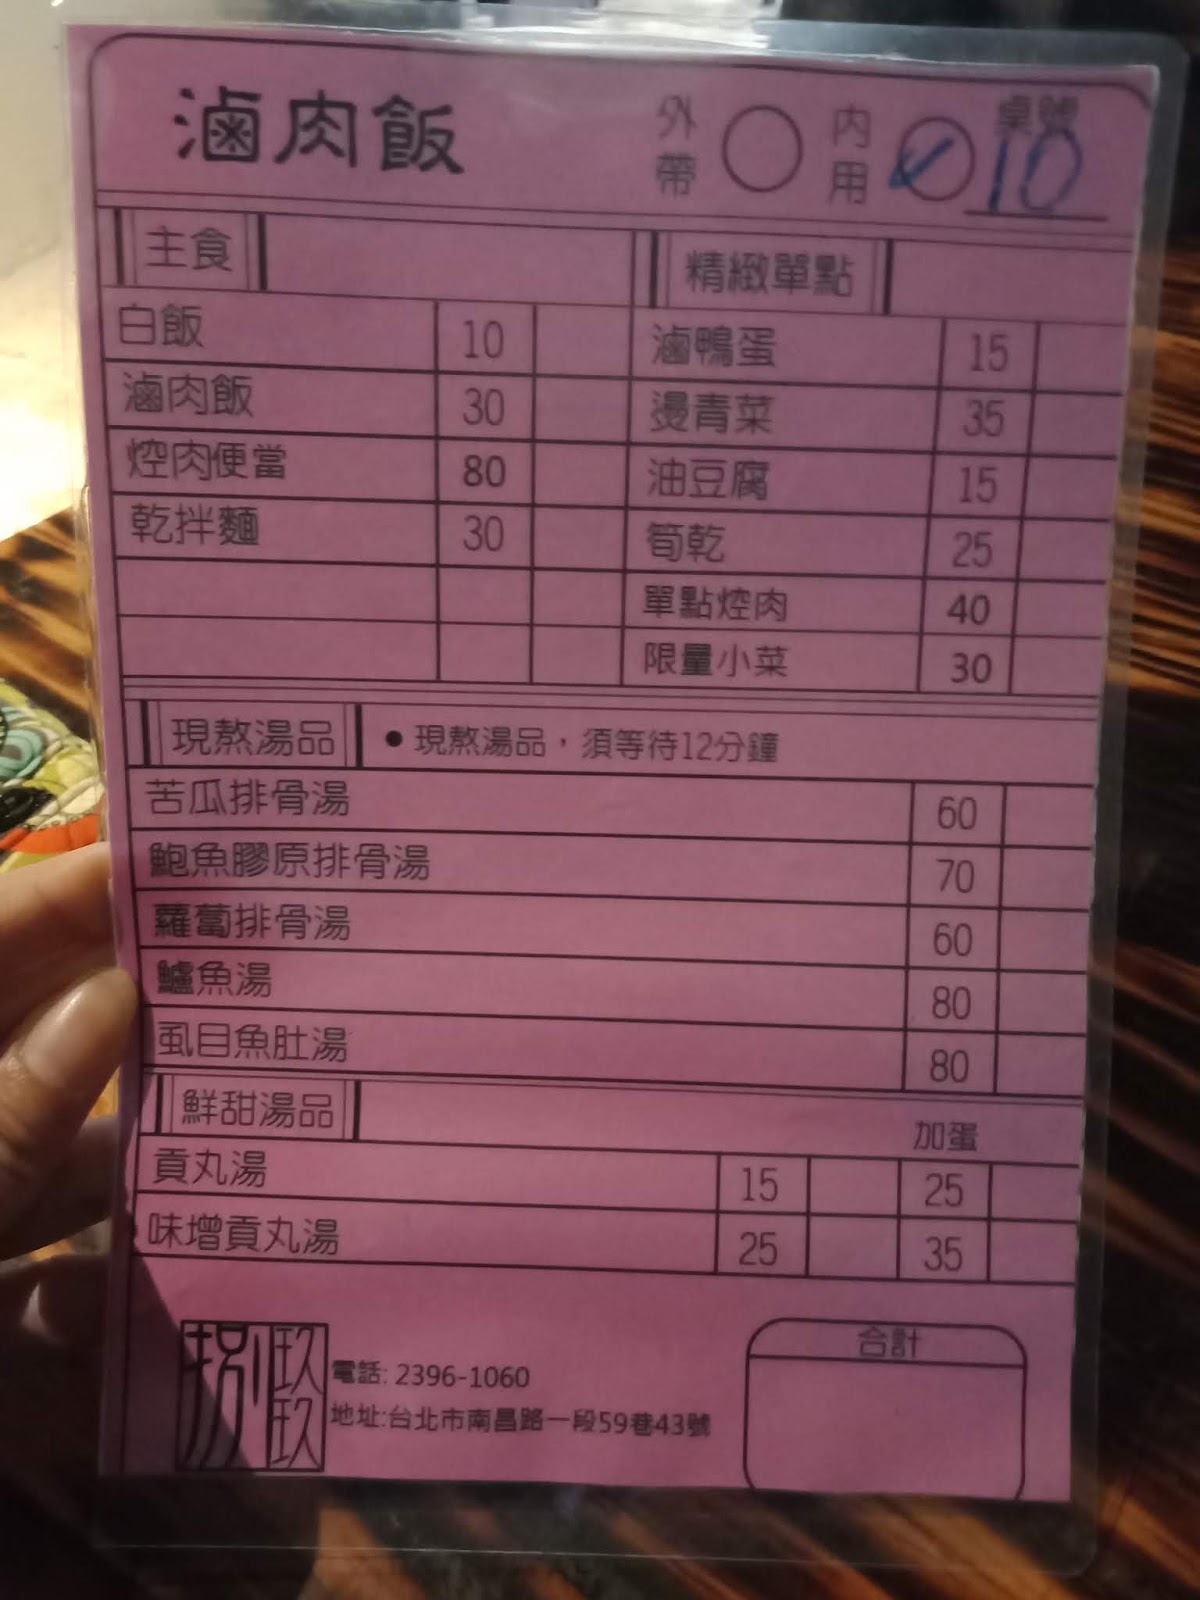 滷肉飯 外帶 內用 桌號 10
主食
白飯 10
滷肉飯 30
焢肉便當 80
乾拌麵 30
精緻單點
滷鴨蛋 15
燙青菜 35
油豆腐 15
筍乾 25
單點焢肉 40
限量小菜 30
現熬湯品 ●現熬湯品，須等待12分鐘
苦瓜排骨湯 60
鮑魚膠原排骨湯 70
蘿蔔排骨湯 60
鱸魚湯 80
虱目魚肚湯 80
鮮甜湯品 加蛋
貢丸湯 15 25
味增貢丸湯 25 35
捌玖玖
電話: 2396-1060
地址:台北市南昌路一段59巷43號
合計